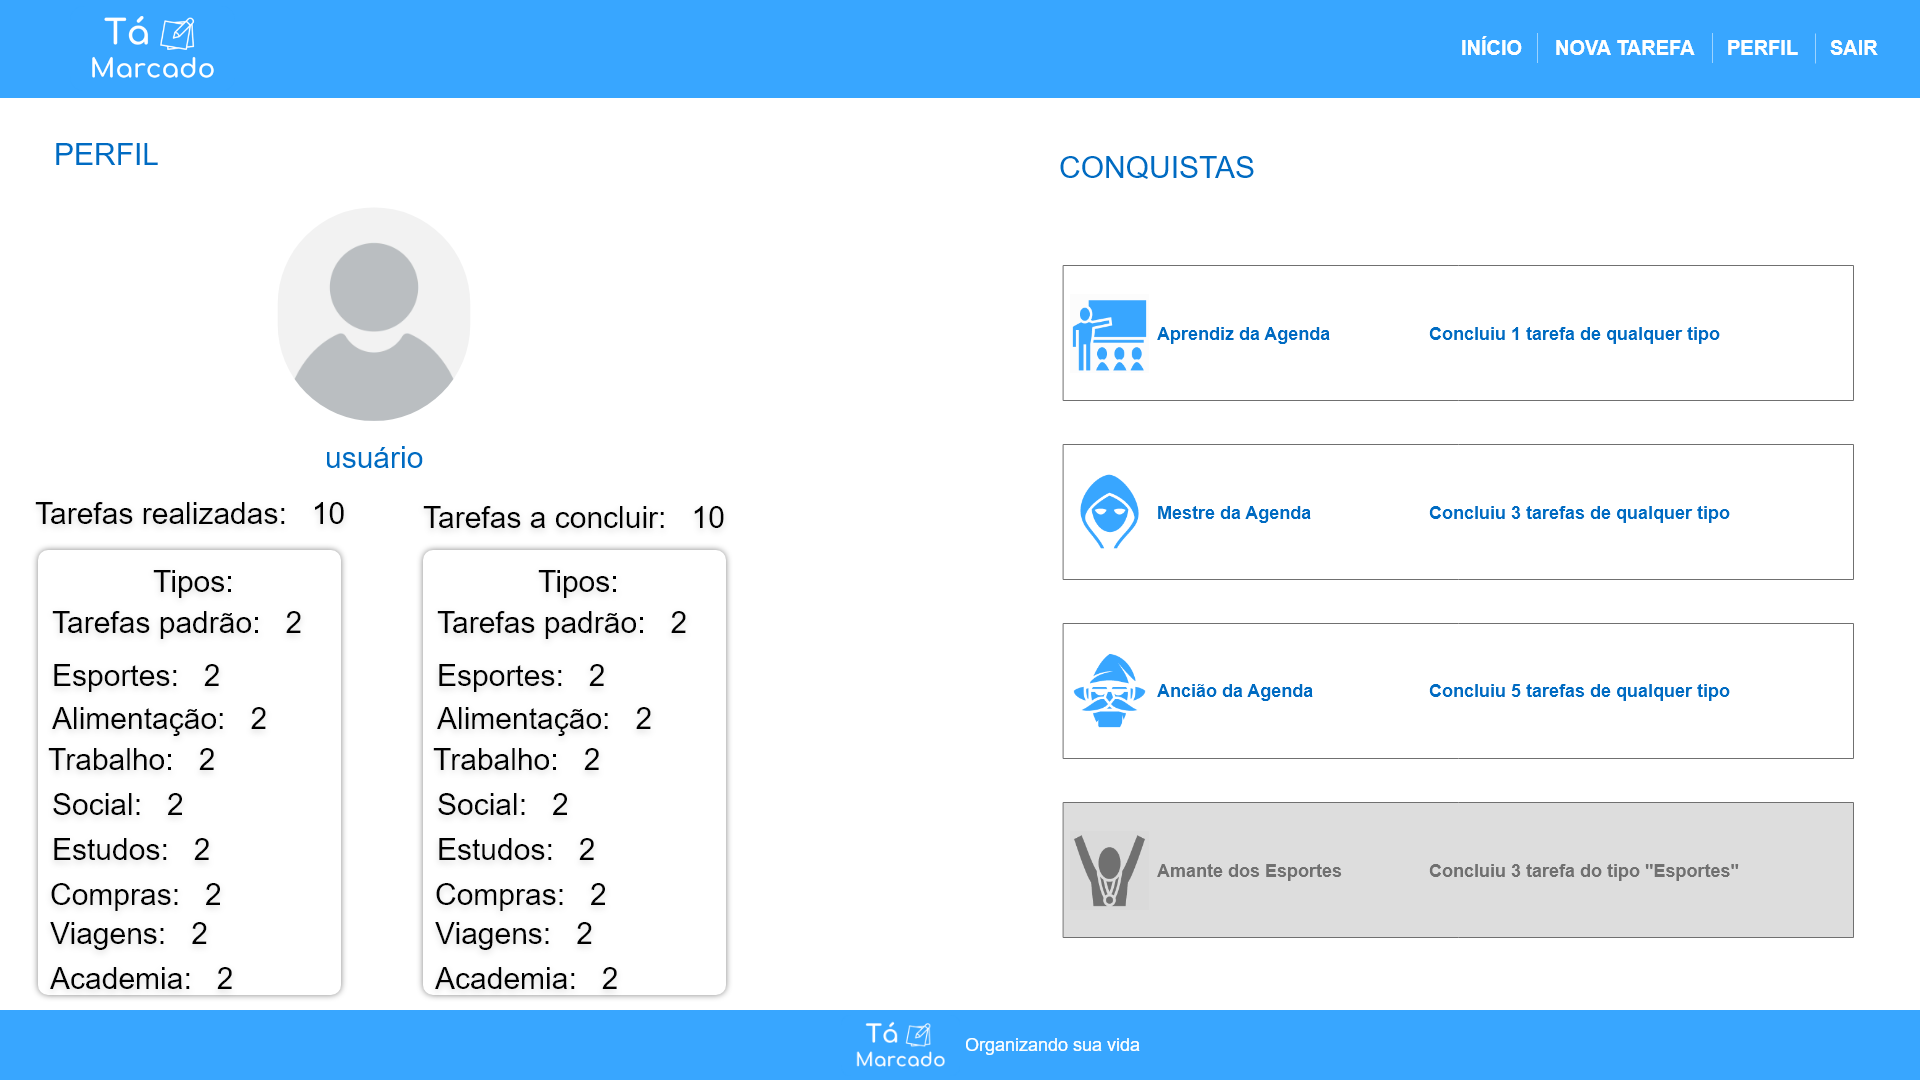 Tá
Marcado
INÍCIO
NOVA TAREFA
PERFIL
SAIR
PERFIL
usuário
Tarefas realizadas: 10
Tipos:
Tarefas padrão: 2
Esportes: 2
Alimentação: 2
Trabalho: 2
Social: 2
Estudos: 2
Compras: 2
Viagens: 2
Academia: 2
Tarefas a concluir: 10
Tipos:
Tarefas padrão: 2
Esportes: 2
Alimentação: 2
Trabalho: 2
Social: 2
Estudos: 2
Compras: 2
Viagens: 2
Academia: 2
CONQUISTAS
Aprendiz da Agenda
Concluiu 1 tarefa de qualquer tipo
Mestre da Agenda
Concluiu 3 tarefas de qualquer tipo
Ancião da Agenda
Concluiu 5 tarefas de qualquer tipo
Amante dos Esportes
Concluiu 3 tarefa do tipo "Esportes"
Tá
Marcado
Organizando sua vida